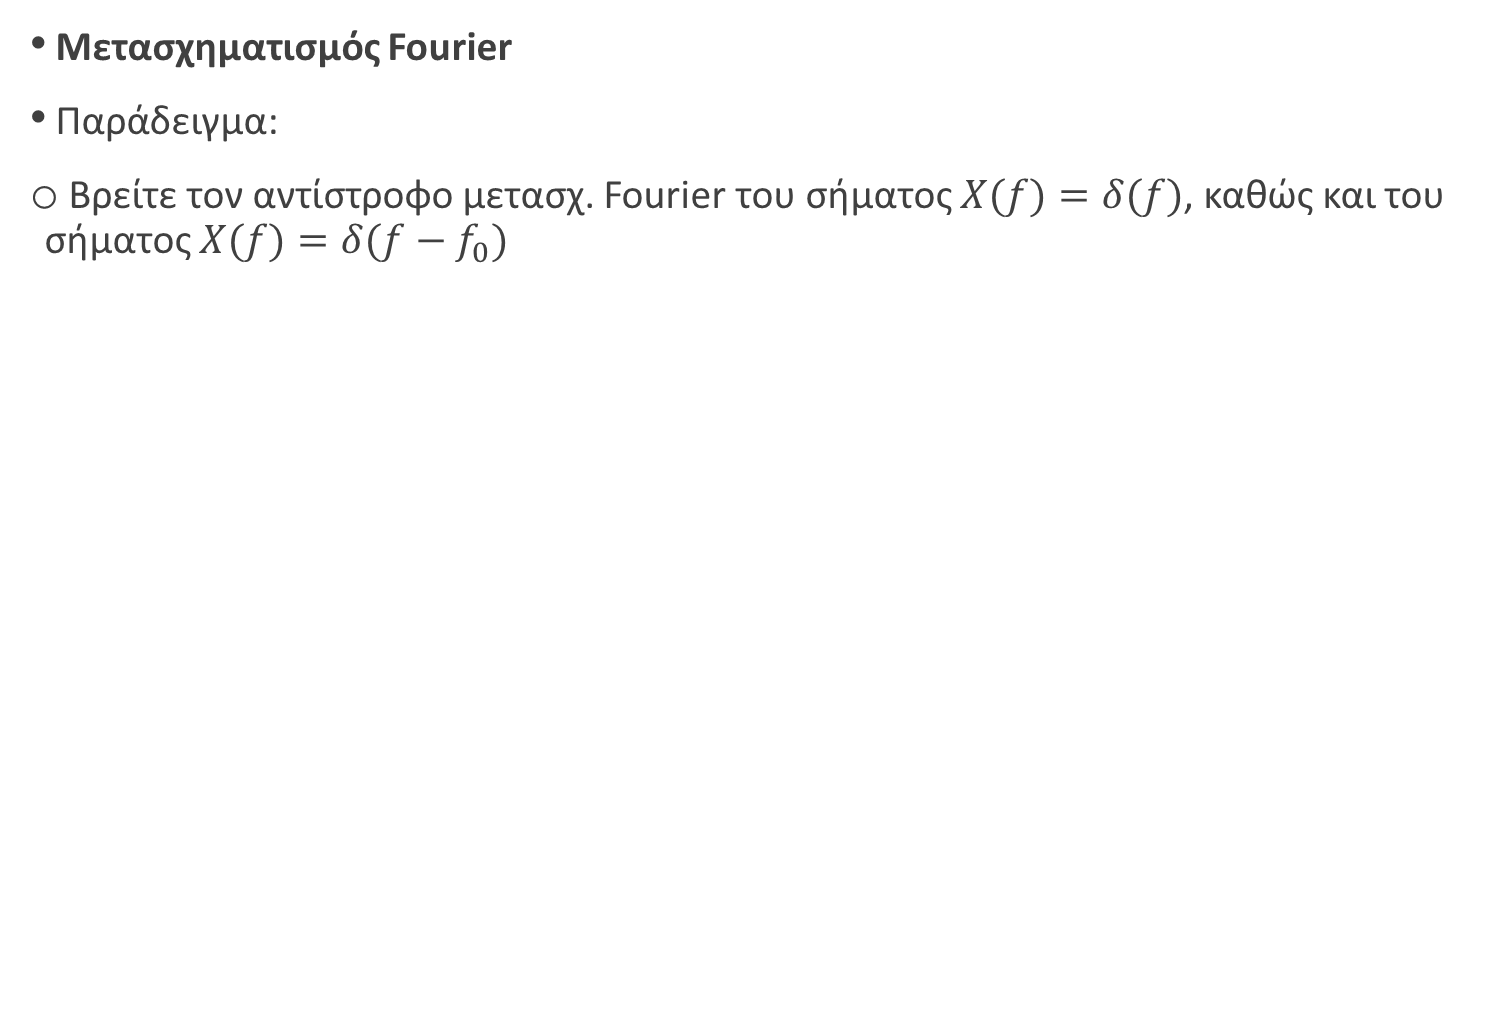 • Μετασχηματισμός Fourier
• Παράδειγμα:
○ Βρείτε τον αντίστροφο μετασχ. Fourier του σήματος X(f) = δ(f), καθώς και του
σήματος X(f) = δ(f − f₀)